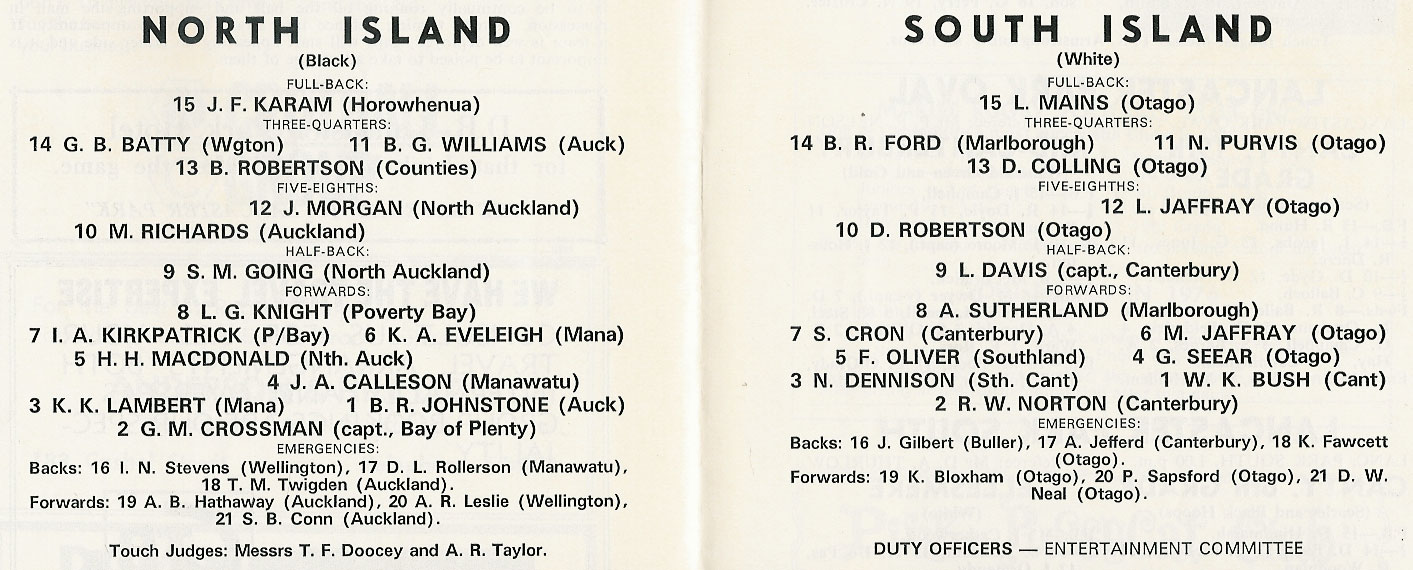 NORTH ISLAND
(Black)
FULL-BACK:
15 J. F. KARAM (Horowhenua)
THREE-QUARTERS:
14 G. B. BATTY (Wgton) 11 B. G. WILLIAMS (Auck)
13 B. ROBERTSON (Counties)
FIVE-EIGHTHS:
12 J. MORGAN (North Auckland)
10 M. RICHARDS (Auckland)
HALF-BACK:
9 S. M. GOING (North Auckland)
FORWARDS:
8 L. G. KNIGHT (Poverty Bay)
7 I. A. KIRKPATRICK (P/Bay) 6 K. A. EVELEIGH (Mana)
5 H. H. MACDONALD (Nth. Auck)
4 J. A. CALLESON (Manawatu)
3 K. K. LAMBERT (Mana) 1 B. R. JOHNSTONE (Auck)
2 G. M. CROSSMAN (capt., Bay of Plenty)
EMERGENCIES:
Backs: 16 I. N. Stevens (Wellington), 17 D. L. Rollerson (Manawatu),
18 T. M. Twigden (Auckland).
Forwards: 19 A. B. Hathaway (Auckland), 20 A. R. Leslie (Wellington),
21 S. B. Conn (Auckland).
Touch Judges: Messrs T. F. Doocey and A. R. Taylor.
SOUTH ISLAND
(White)
FULL-BACK:
15 L. MAINS (Otago)
THREE-QUARTERS:
14 B. R. FORD (Marlborough) 11 N. PURVIS (Otago)
13 D. COLLING (Otago)
FIVE-EIGHTHS:
12 L. JAFFRAY (Otago)
10 D. ROBERTSON (Otago)
HALF-BACK:
9 L. DAVIS (capt., Canterbury)
FORWARDS:
8 A. SUTHERLAND (Marlborough)
7 S. CRON (Canterbury) 6 M. JAFFRAY (Otago)
5 F. OLIVER (Southland) 4 G. SEEAR (Otago)
3 N. DENNISON (Sth. Cant) 1 W. K. BUSH (Cant)
2 R. W. NORTON (Canterbury)
EMERGENCIES:
Backs: 16 J. Gilbert (Buller), 17 A. Jefferd (Canterbury), 18 K. Fawcett
(Otago).
Forwards: 19 K. Bloxham (Otago), 20 P. Sapsford (Otago), 21 D. W.
Neal (Otago).
DUTY OFFICERS — ENTERTAINMENT COMMITTEE